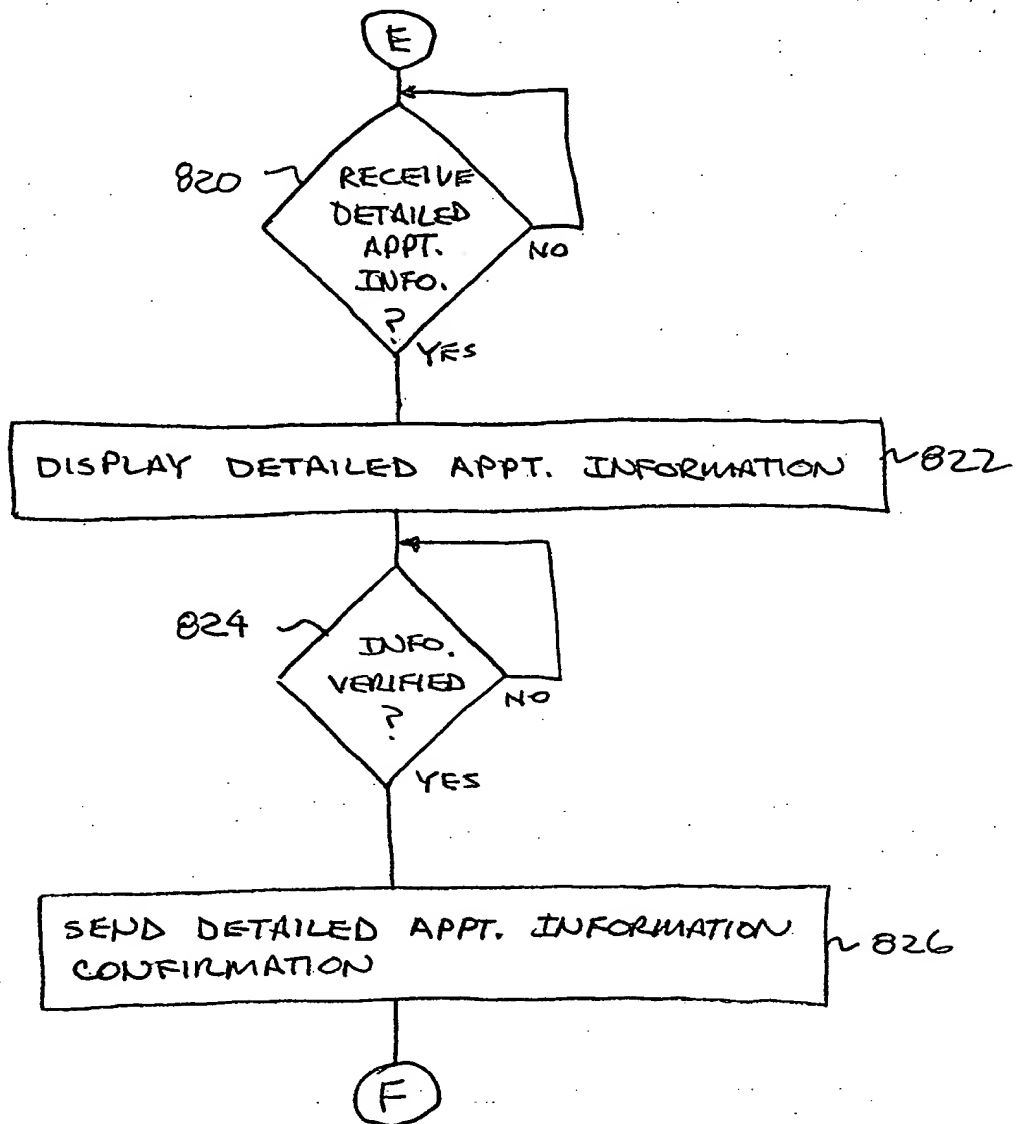 E
820
RECEIVE
DETAILED
APPT.
INFO.
?
NO
YES
DISPLAY DETAILED APPT. INFORMATION
822
824
INFO.
VERIFIED
?
NO
YES
SEND DETAILED APPT. INFORMATION
CONFIRMATION
826
F